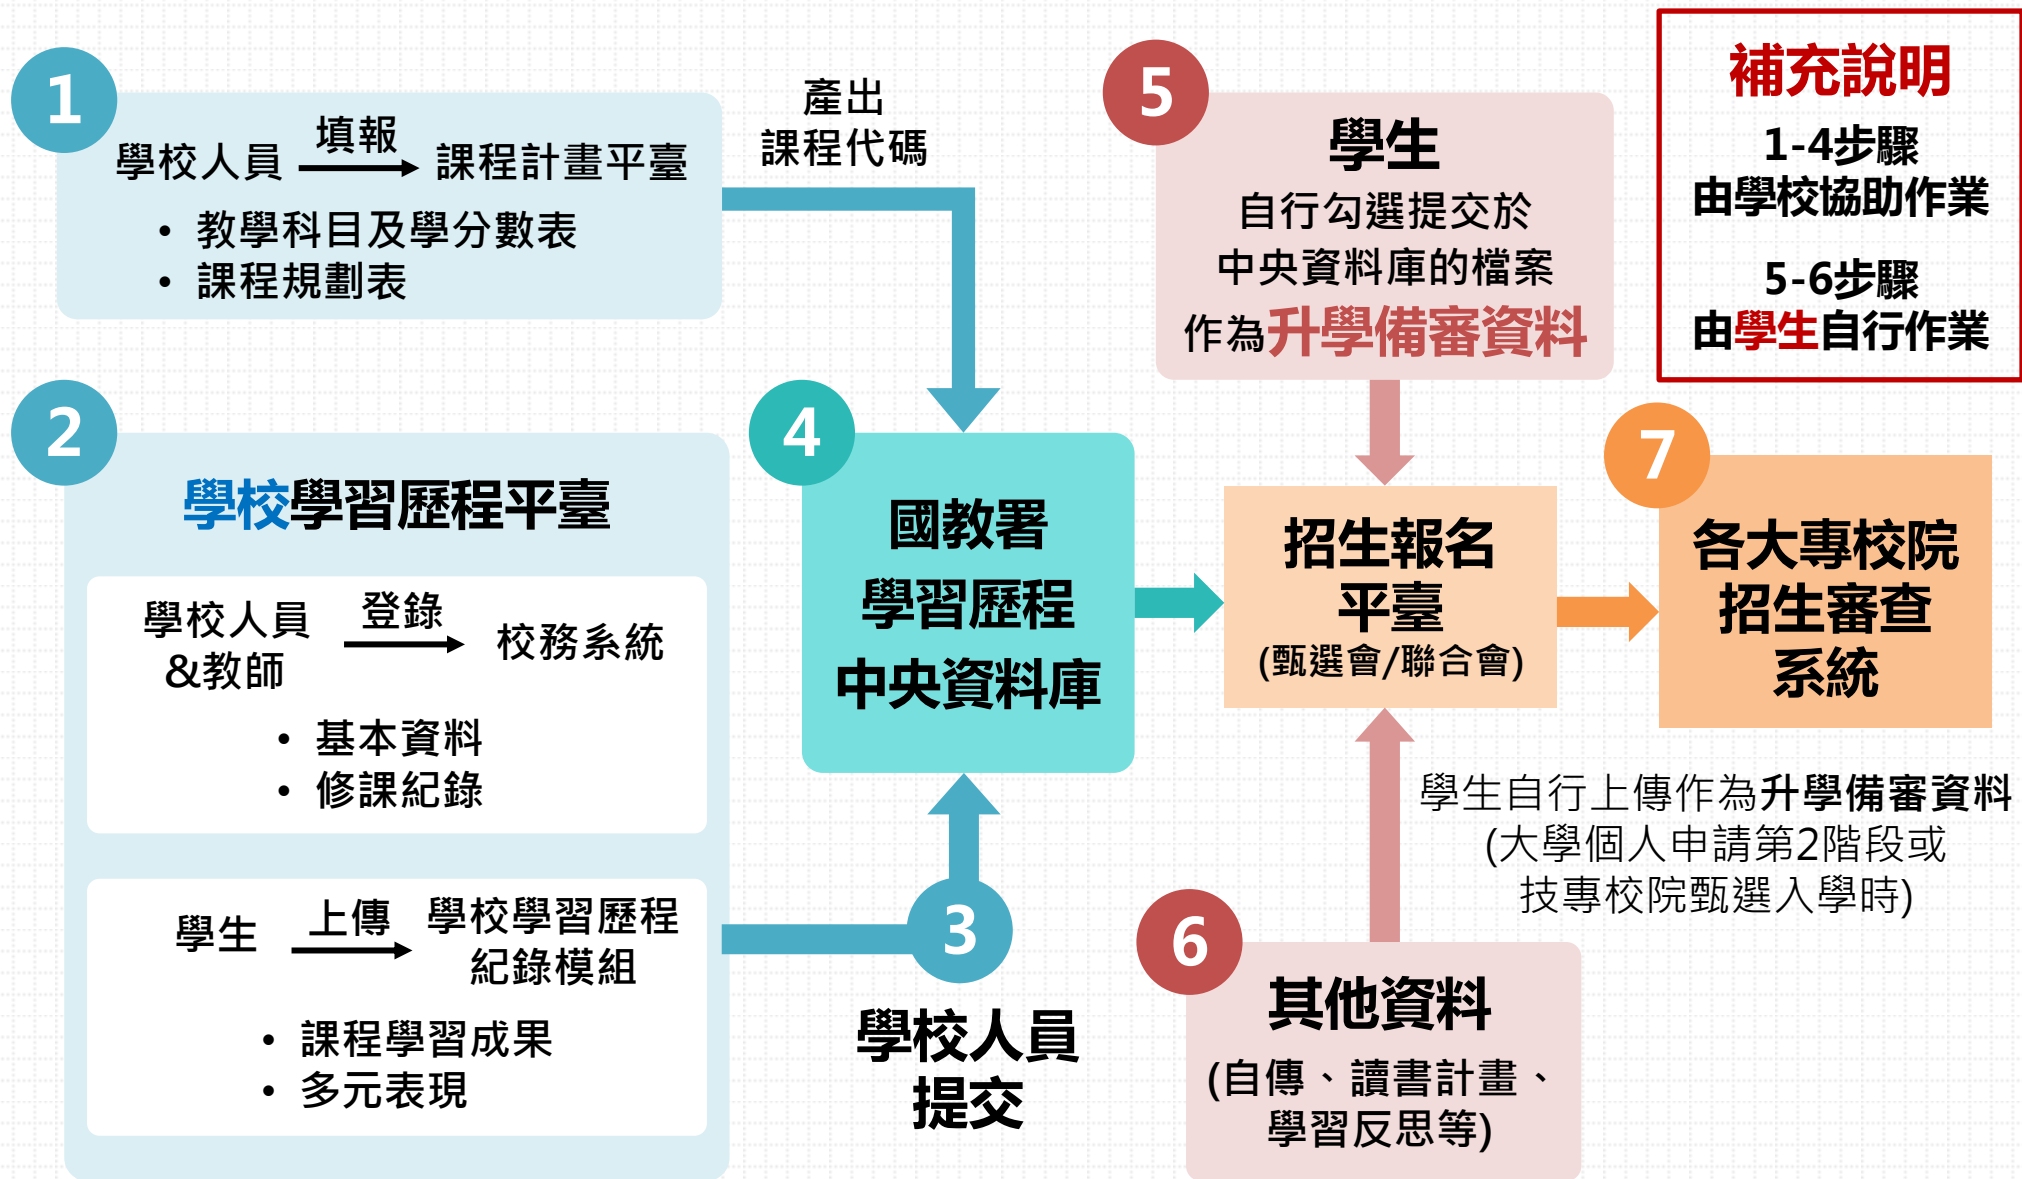 1
學校人員
填報
課程計畫平臺
• 教學科目及學分數表
• 課程規劃表
產出
課程代碼
2
學校學習歷程平臺
學校人員
&教師
登錄
校務系統
• 基本資料
• 修課紀錄
學生
上傳
學校學習歷程
紀錄模組
• 課程學習成果
• 多元表現
3
學校人員
提交
4
國教署
學習歷程
中央資料庫
5
學生
自行勾選提交於
中央資料庫的檔案
作為升學備審資料
招生報名
平臺
(甄選會/聯合會)
6
其他資料
(自傳、讀書計畫、
學習反思等)
學生自行上傳作為升學備審資料
(大學個人申請第2階段或
技專校院甄選入學時)
7
各大專校院
招生審查
系統
補充說明
1-4步驟
由學校協助作業
5-6步驟
由學生自行作業